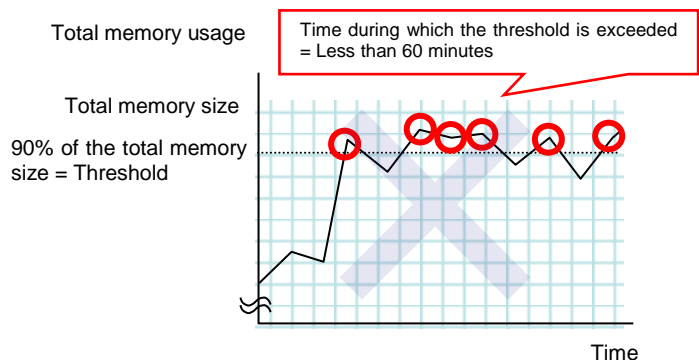 Total memory usage
Time during which the threshold is exceeded
= Less than 60 minutes
Total memory size
90% of the total memory
size = Threshold
Time